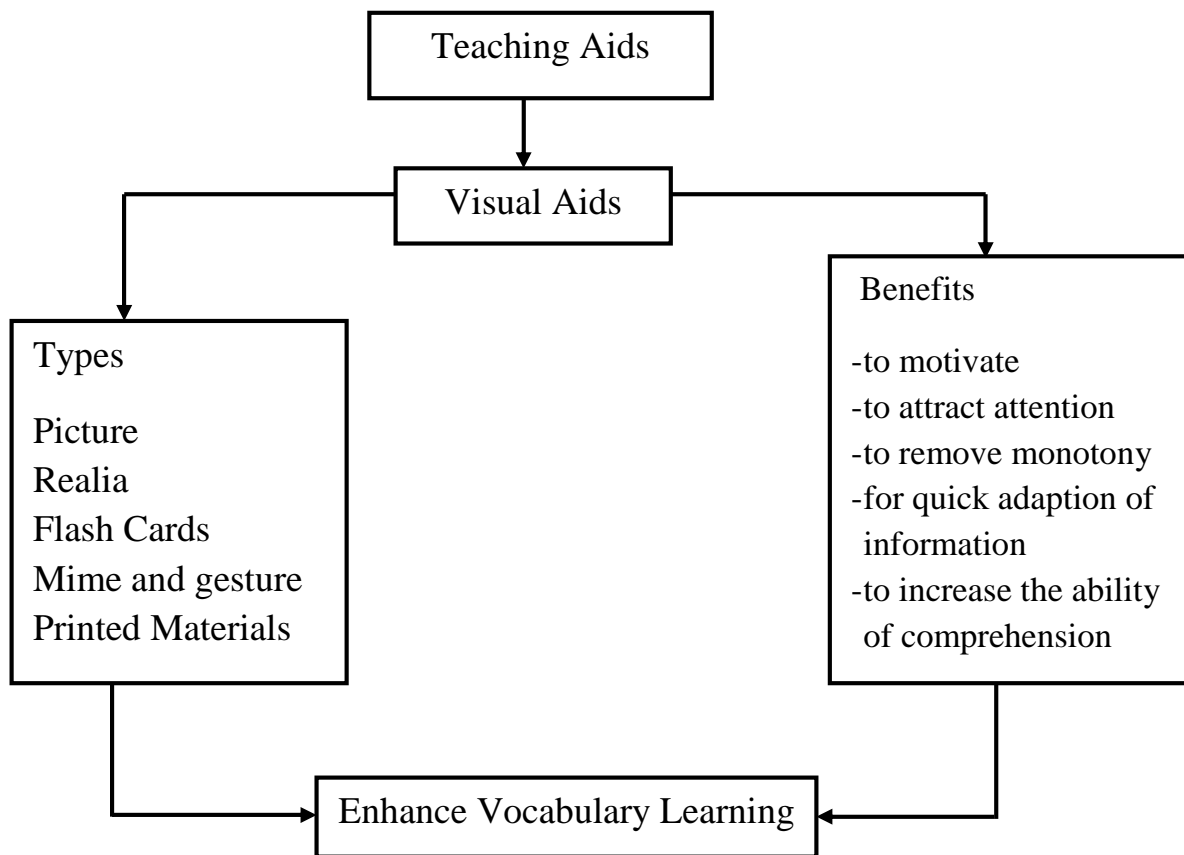 Teaching Aids
Visual Aids
Types
Picture
Realia
Flash Cards
Mime and gesture
Printed Materials
Benefits
-to motivate
-to attract attention
-to remove monotony
-for quick adaption of
information
-to increase the ability
of comprehension
Enhance Vocabulary Learning